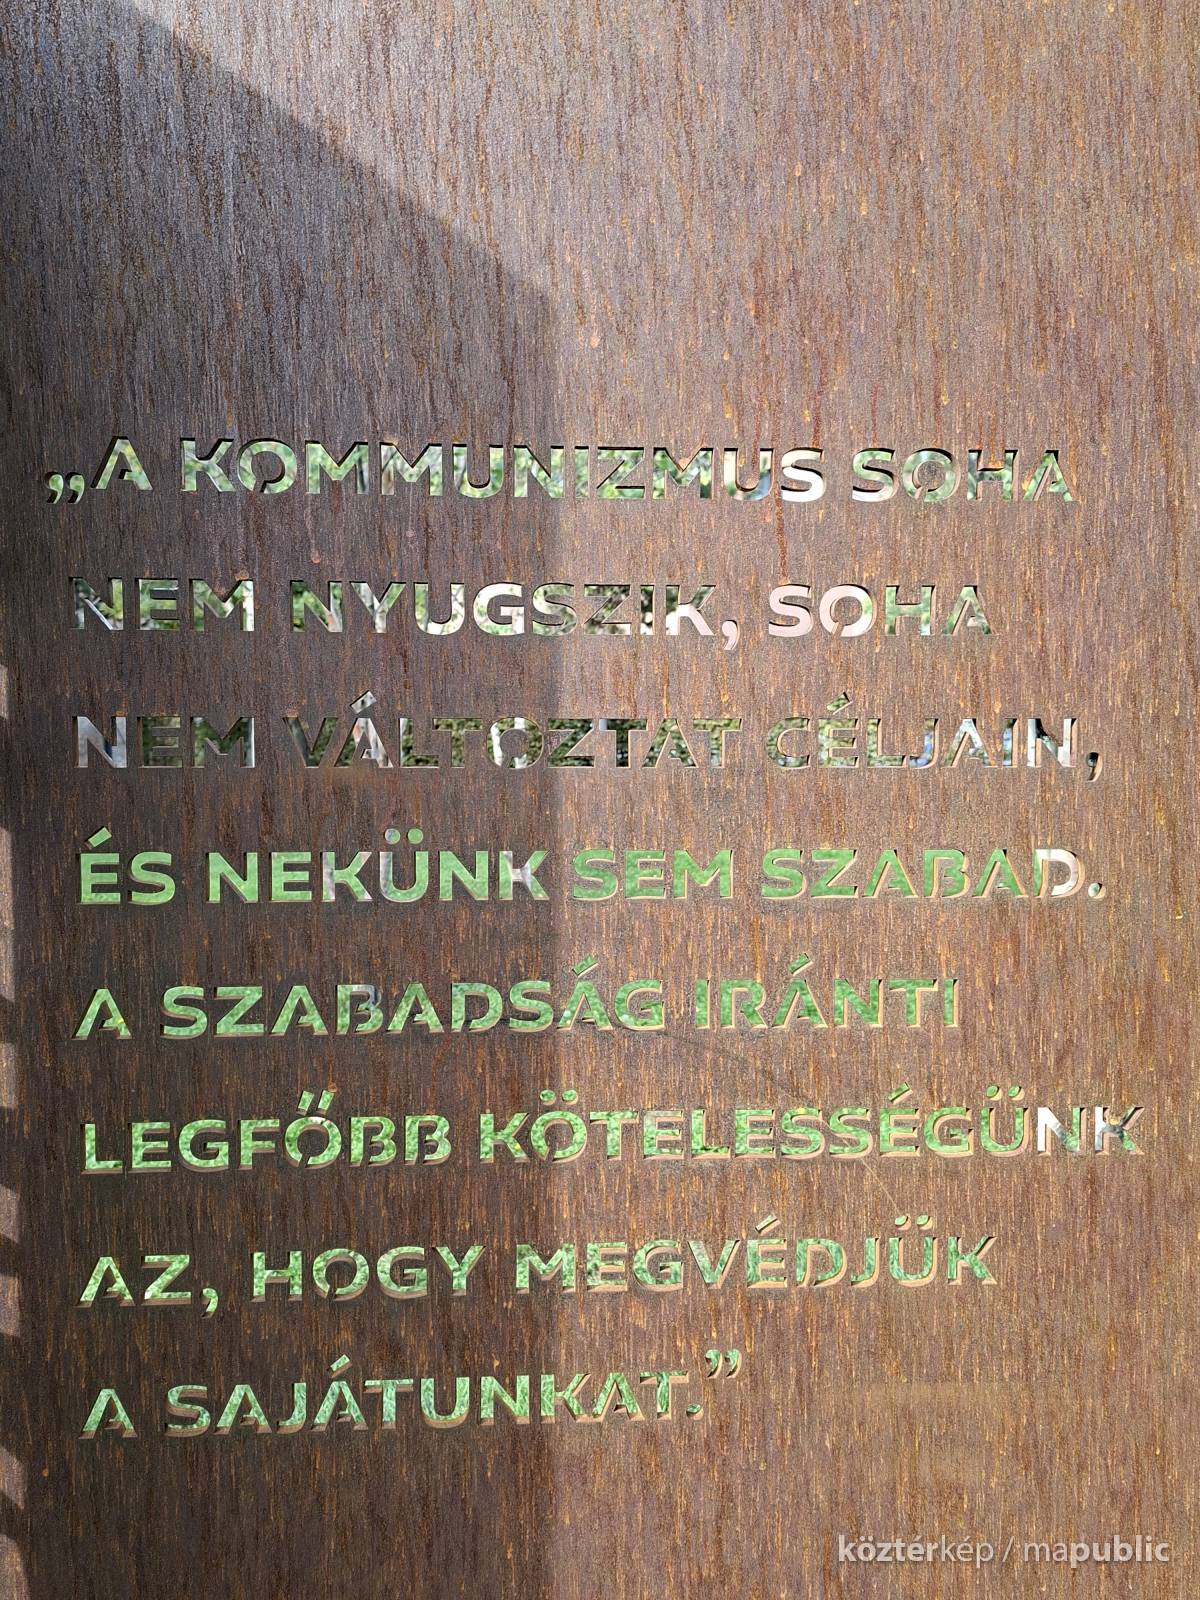 „A KOMMUNIZMUS SOHA
NEM NYUGSZIK, SOHA
NEM VÁLTOZTAT CÉLJAIN,
ÉS NEKÜNK SEM SZABAD.
A SZABADSÁG IRÁNTI
LEGFŐBB KÖTELESSÉGÜNK
AZ, HOGY MEGVÉDJÜK
A SAJÁTUNKAT.”
köztérkép / mapublic